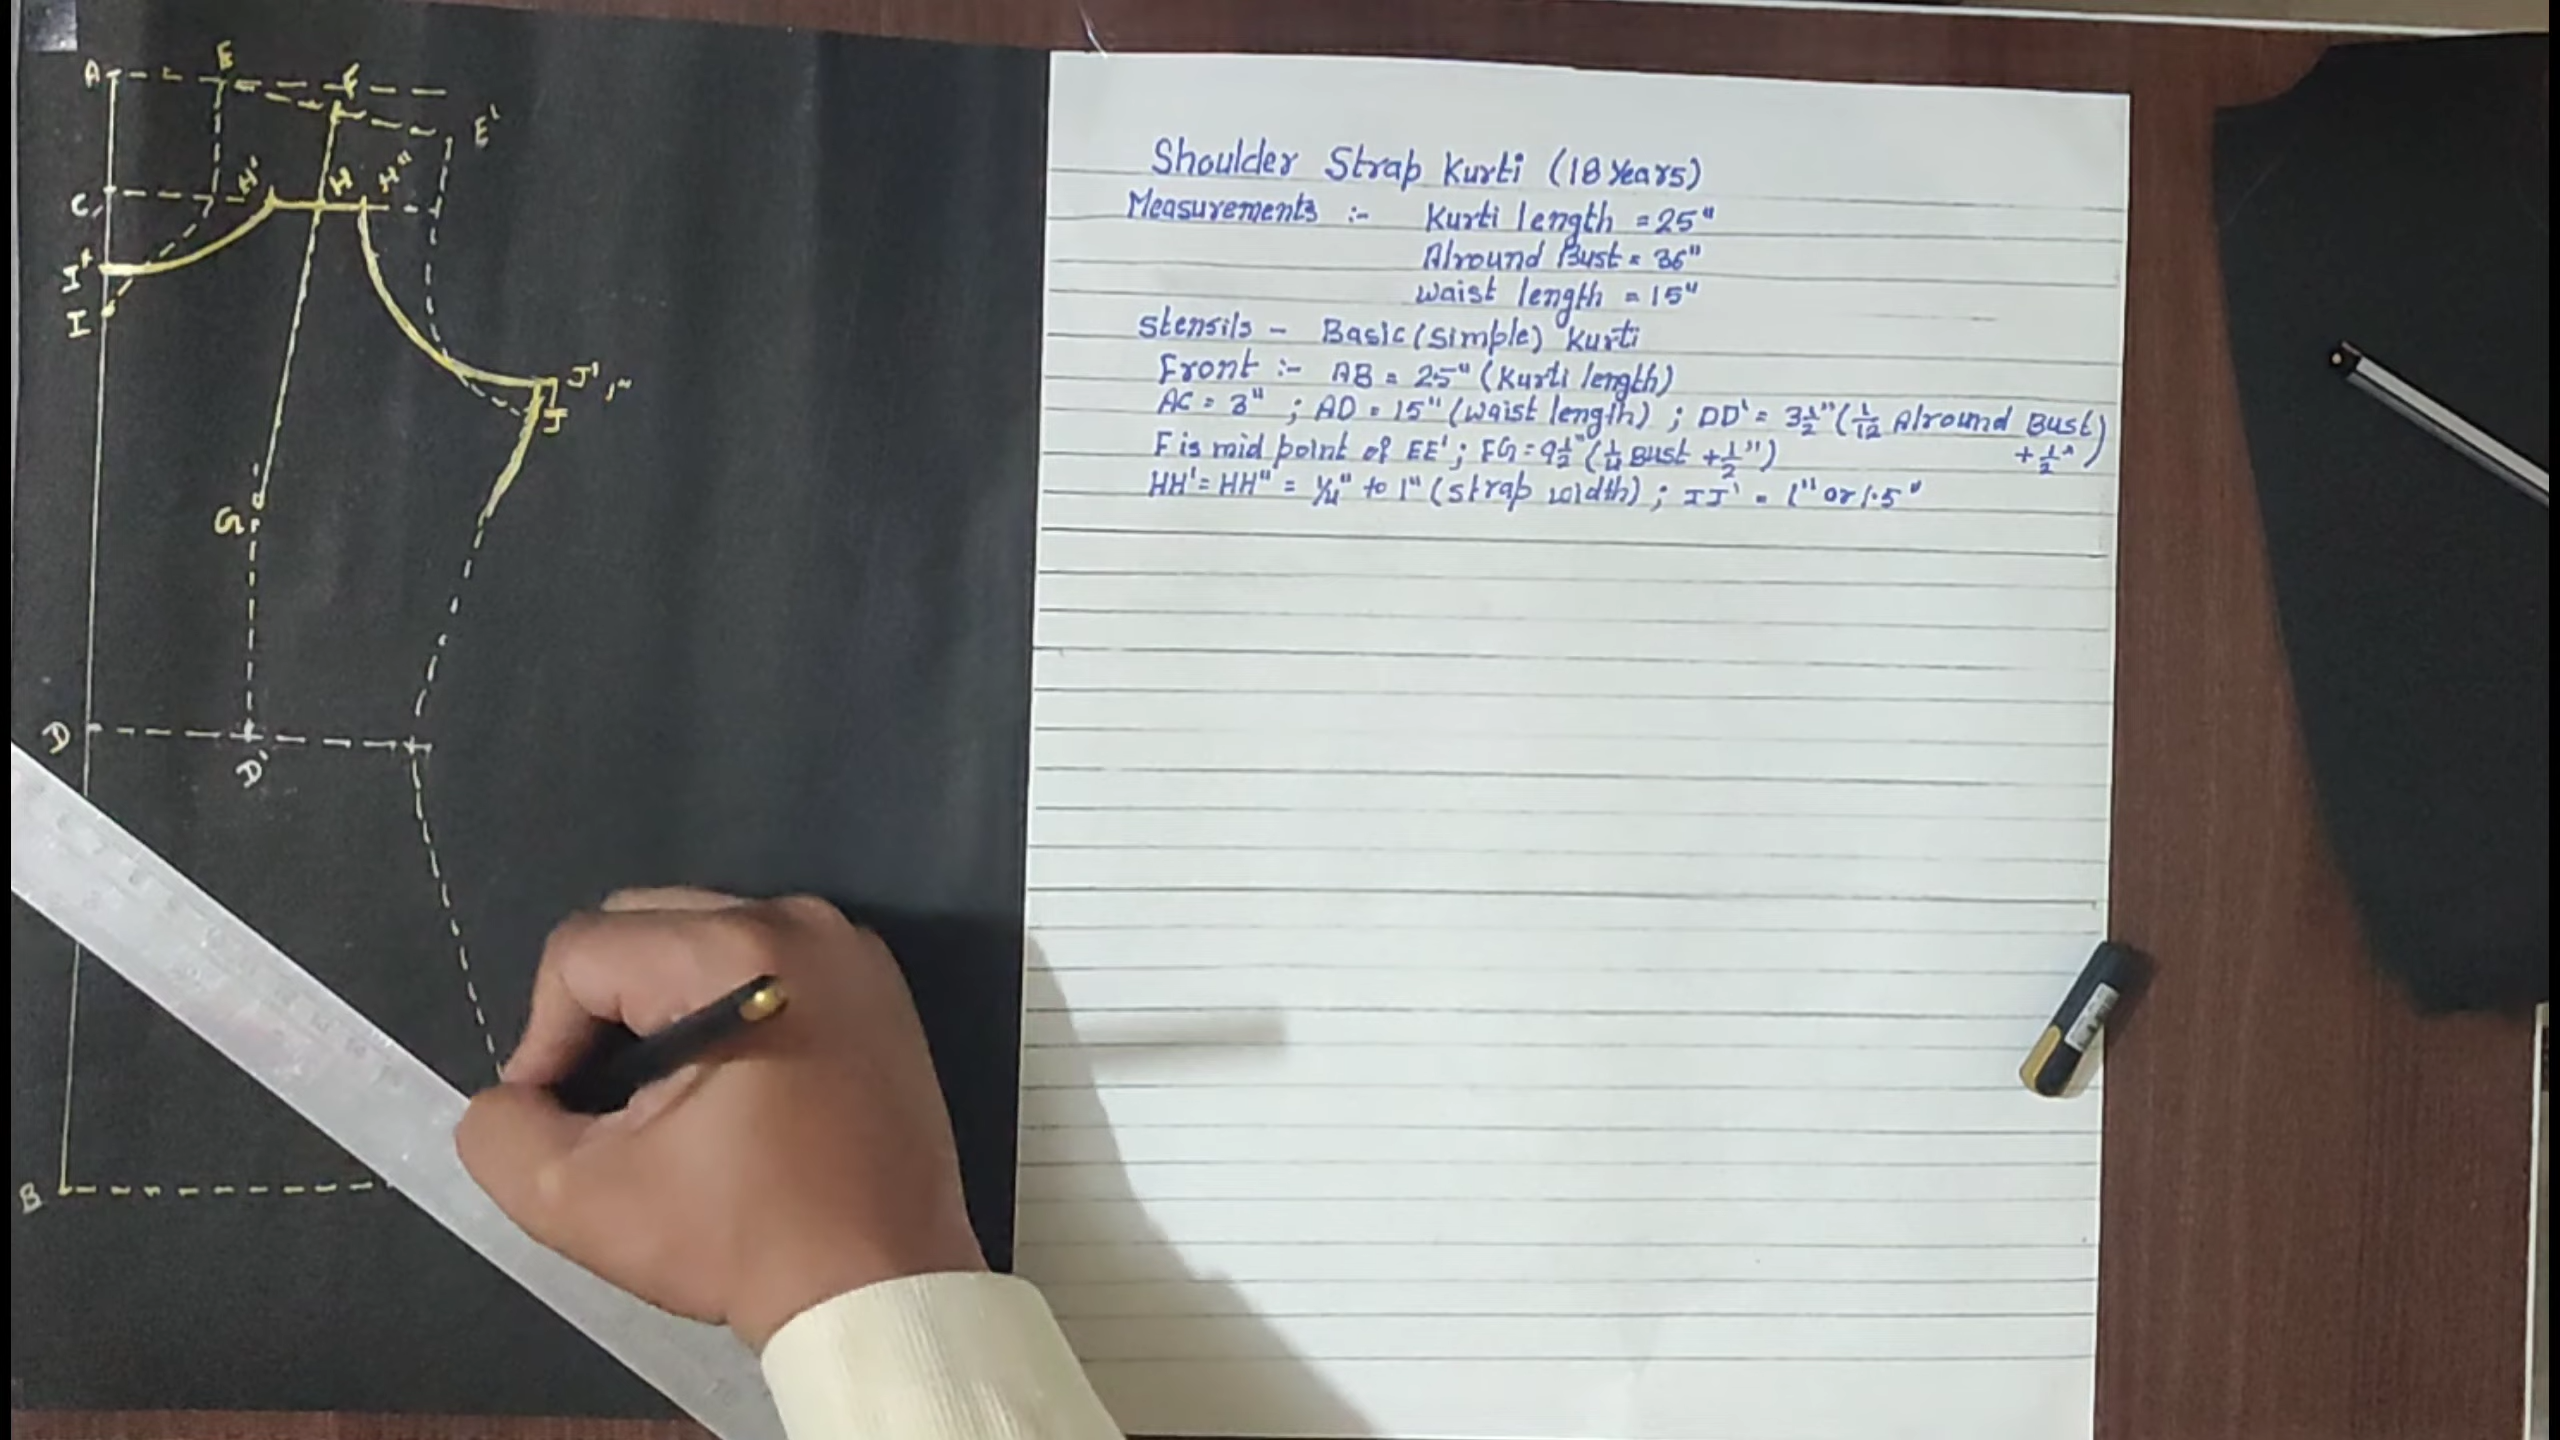 A
E
F
E'
C
H'
H
H"
I'
I
J',"
J
G
D
D'
B
Shoulder Strap Kurti (18 Years)
Measurements :- Kurti length = 25"
Alround Bust = 36"
Waist length = 15"
Stensils - Basic (Simple) Kurti
Front :- AB = 25" (Kurti length)
AC = 3" ; AD = 15" (waist length) ; DD' = 3½" (1/12 Alround Bust + ½")
F is mid point of EE' ; FG = 9½" (¼ Bust + ½")
HH' = HH" = ¼" to 1" (strap width) ; II' = 1" or 1.5"